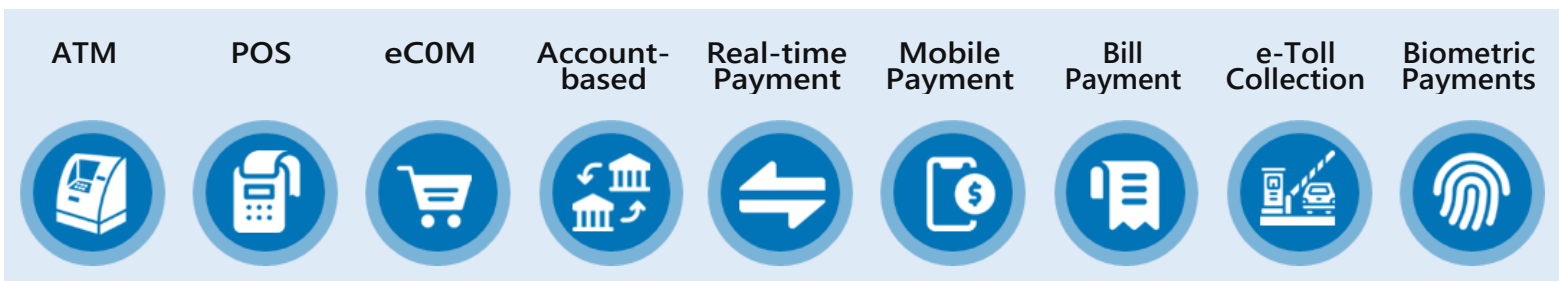 ATM
POS
eC0M
Account-
based
Real-time
Payment
Mobile
Payment
Bill
Payment
e-Toll
Collection
Biometric
Payments
$